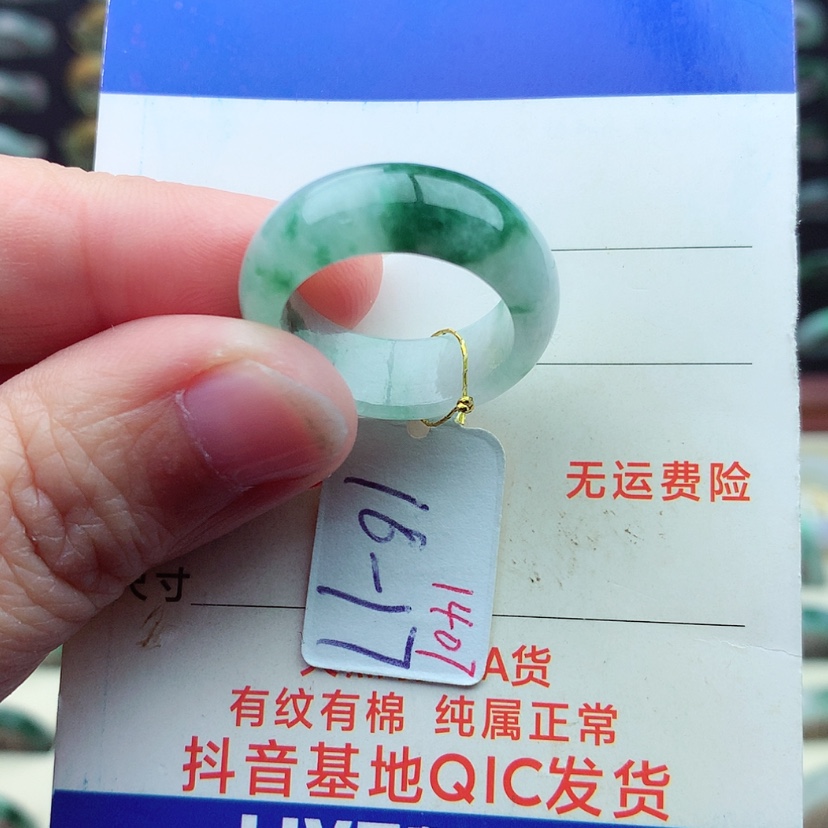 无运费险
16-17
1407
寸
A货
有纹有棉 纯属正常
抖音基地QIC发货